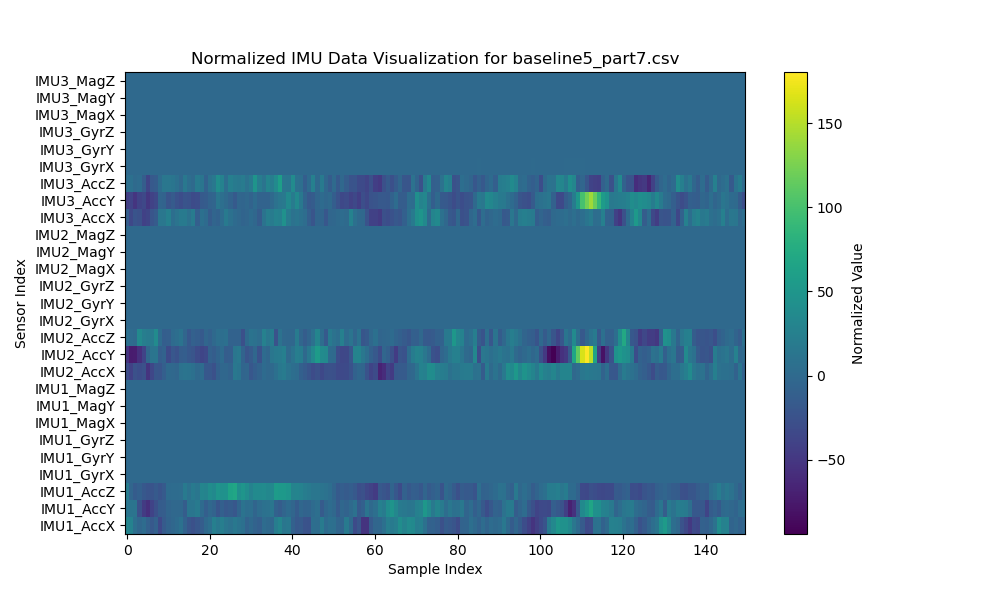 Normalized IMU Data Visualization for baseline5_part7.csv
Sensor Index
IMU3_MagZ
IMU3_MagY
IMU3_MagX
IMU3_GyrZ
IMU3_GyrY
IMU3_GyrX
IMU3_AccZ
IMU3_AccY
IMU3_AccX
IMU2_MagZ
IMU2_MagY
IMU2_MagX
IMU2_GyrZ
IMU2_GyrY
IMU2_GyrX
IMU2_AccZ
IMU2_AccY
IMU2_AccX
IMU1_MagZ
IMU1_MagY
IMU1_MagX
IMU1_GyrZ
IMU1_GyrY
IMU1_GyrX
IMU1_AccZ
IMU1_AccY
IMU1_AccX
0 20 40 60 80 100 120 140
Sample Index
150
100
50
0
−50
Normalized Value